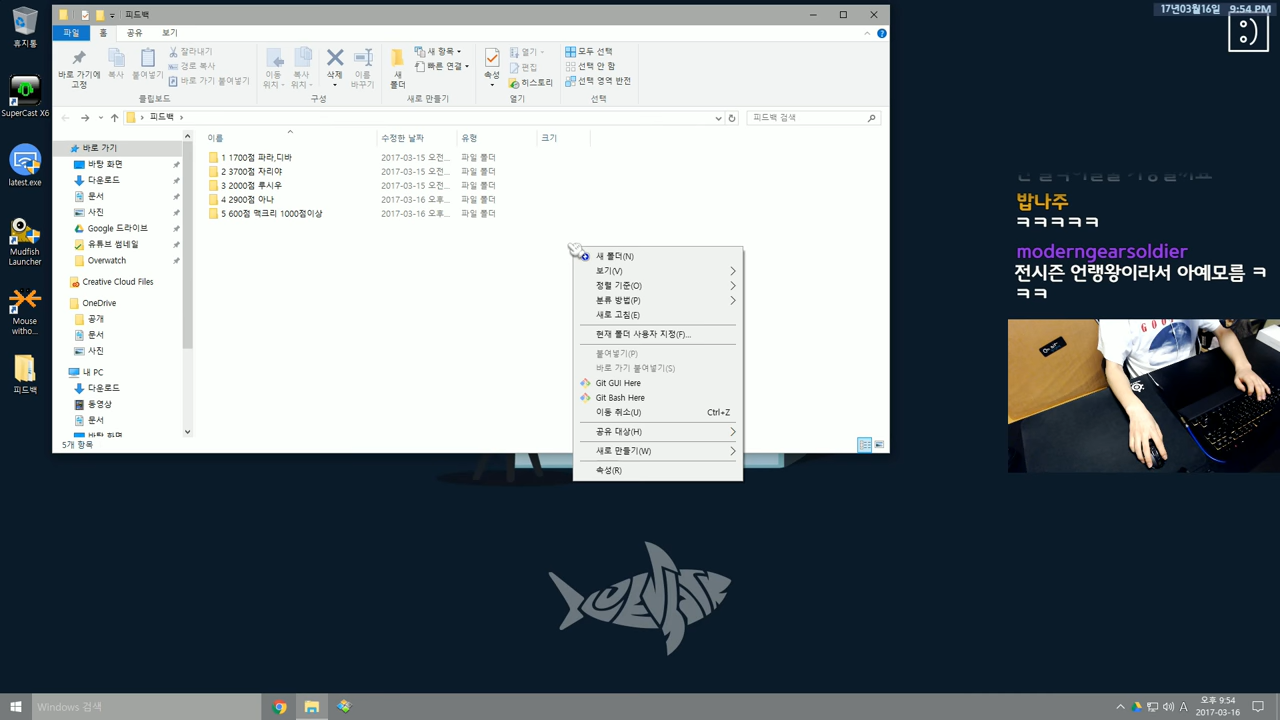 휴지통
SuperCast X6
latest.exe
Mudfish
Launcher
Mouse
witho...
피드백
피드백
파일
홈
공유
보기
바로 가기에
고정
복사
붙여넣기
잘라내기
경로 복사
바로 가기 붙여넣기
클립보드
이동
위치
복사
위치
삭제
이름
바꾸기
구성
새
폴더
새 항목
빠른 연결
새로 만들기
속성
열기
편집
히스토리
열기
모두 선택
선택 안 함
선택 영역 반전
선택
피드백
피드백 검색
바로 가기
바탕 화면
다운로드
문서
사진
Google 드라이브
유튜브 썸네일
Overwatch
Creative Cloud Files
OneDrive
공개
문서
사진
내 PC
다운로드
동영상
문서
바탕 화면
이름 수정한 날짜 유형 크기
1 1700점 파라,디바 2017-03-15 오전... 파일 폴더
2 3700점 자리야 2017-03-15 오전... 파일 폴더
3 2000점 루시우 2017-03-15 오전... 파일 폴더
4 2900점 아나 2017-03-16 오후... 파일 폴더
5 600점 맥크리 1000점이상 2017-03-16 오후... 파일 폴더
5개 항목
새 폴더(N)
보기(V)
정렬 기준(O)
분류 방법(P)
새로 고침(E)
현재 폴더 사용자 지정(F)...
붙여넣기(P)
바로 가기 붙여넣기(S)
Git GUI Here
Git Bash Here
이동 취소(U) Ctrl+Z
공유 대상(H)
새로 만들기(W)
속성(R)
17년03월16일 9:54 PM
:)
밥나주
ㅋㅋㅋㅋㅋ
moderngearsoldier
전시즌 언랭왕이라서 아예모름 ㅋ
ㅋㅋ
Windows 검색
A
오후 9:54
2017-03-16